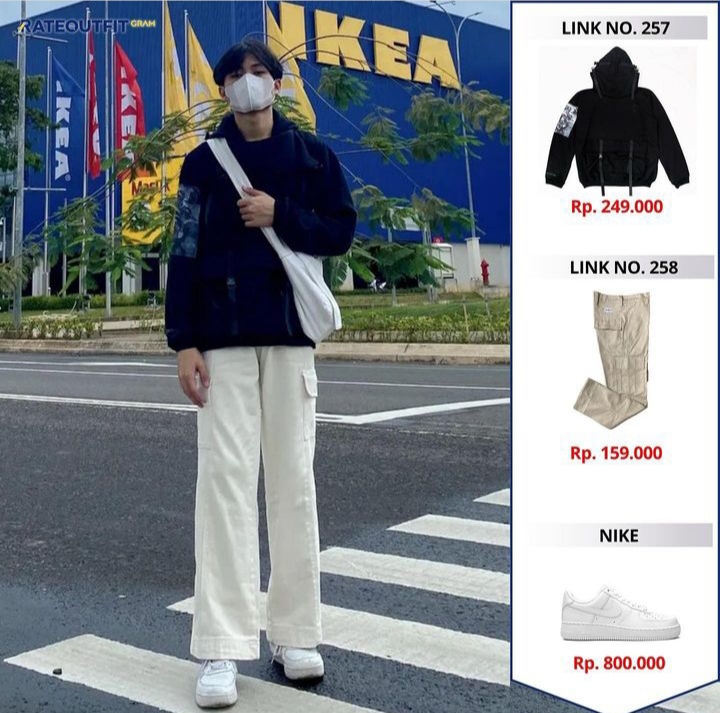 RATEOUTFIT GRAM
IKEA
IKEA
IKEA
LINK NO. 257
Rp. 249.000
LINK NO. 258
Rp. 159.000
NIKE
Rp. 800.000